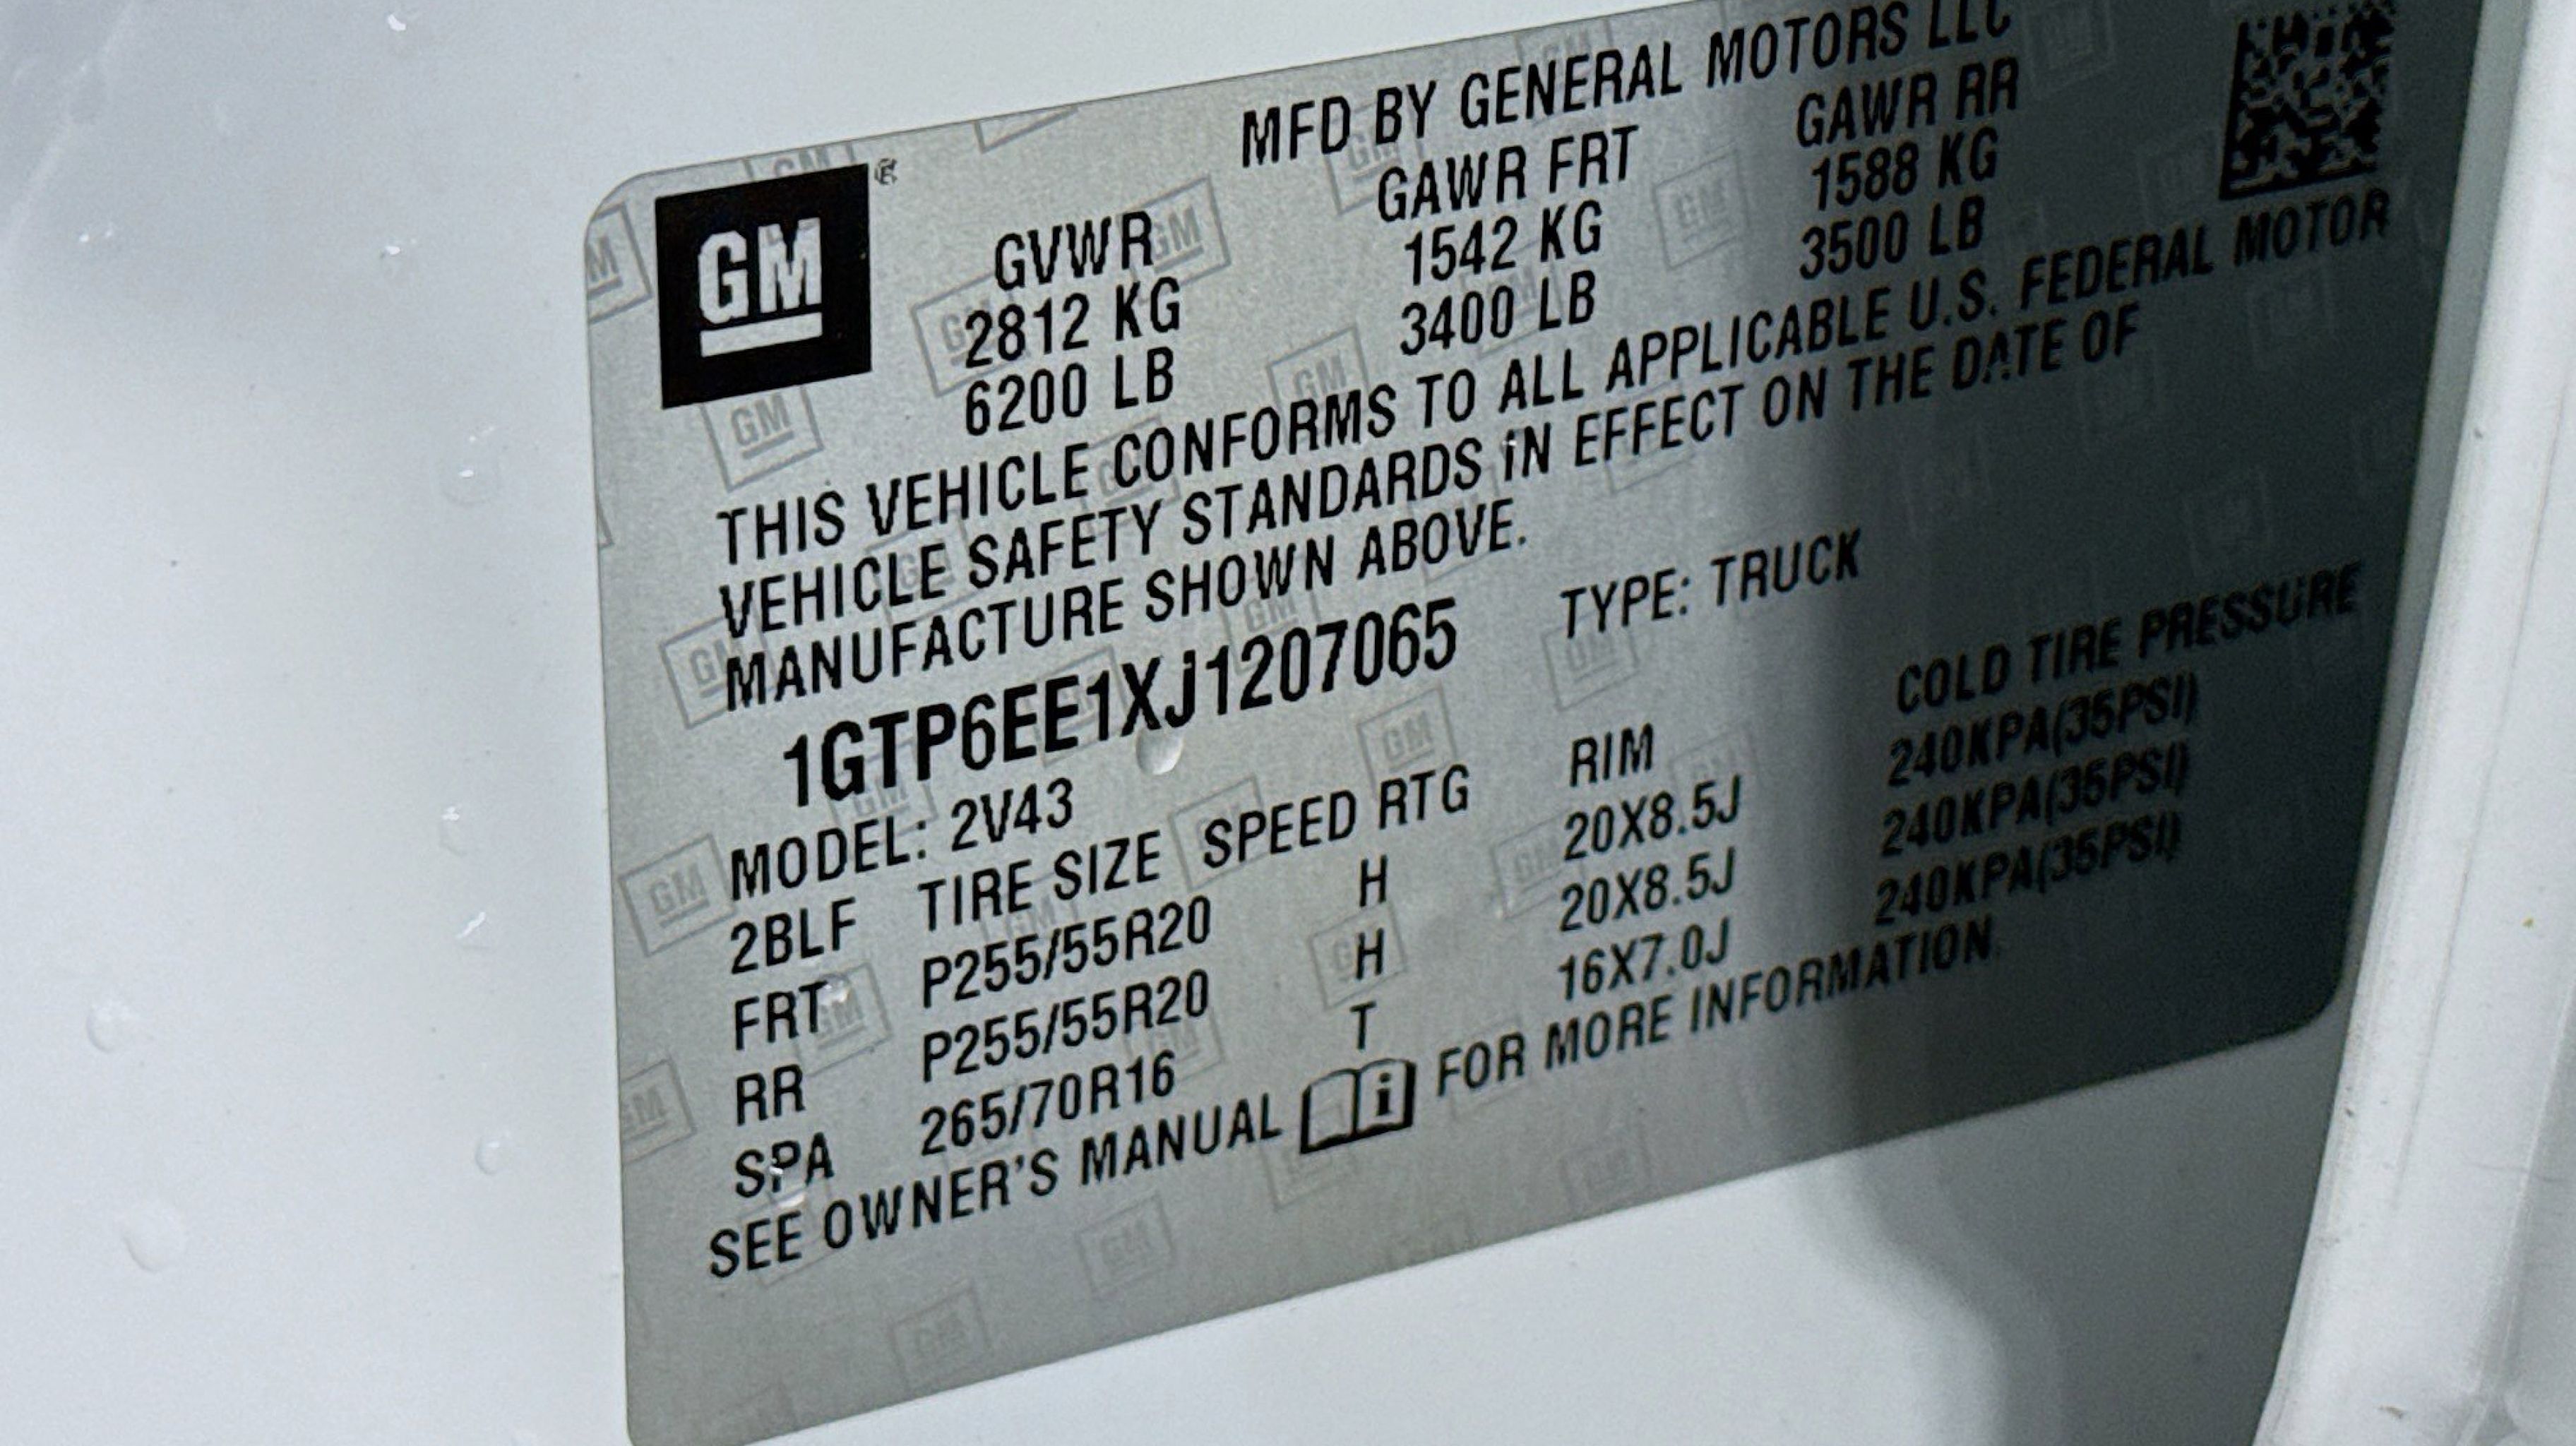 MFD BY GENERAL MOTORS LLC
GM
GVWR GAWR FRT GAWR RR
2812 KG 1542 KG 1588 KG
6200 LB 3400 LB 3500 LB
THIS VEHICLE CONFORMS TO ALL APPLICABLE U.S. FEDERAL MOTOR
VEHICLE SAFETY STANDARDS IN EFFECT ON THE DATE OF
MANUFACTURE SHOWN ABOVE.
1GTP6EE1XJ1207065 TYPE: TRUCK
MODEL: 2V43
2BLF TIRE SIZE SPEED RTG RIM COLD TIRE PRESSURE
FRT P255/55R20 H 20X8.5J 240KPA(35PSI)
RR P255/55R20 H 20X8.5J 240KPA(35PSI)
SPA 265/70R16 T 16X7.0J 240KPA(35PSI)
SEE OWNER'S MANUAL i FOR MORE INFORMATION.